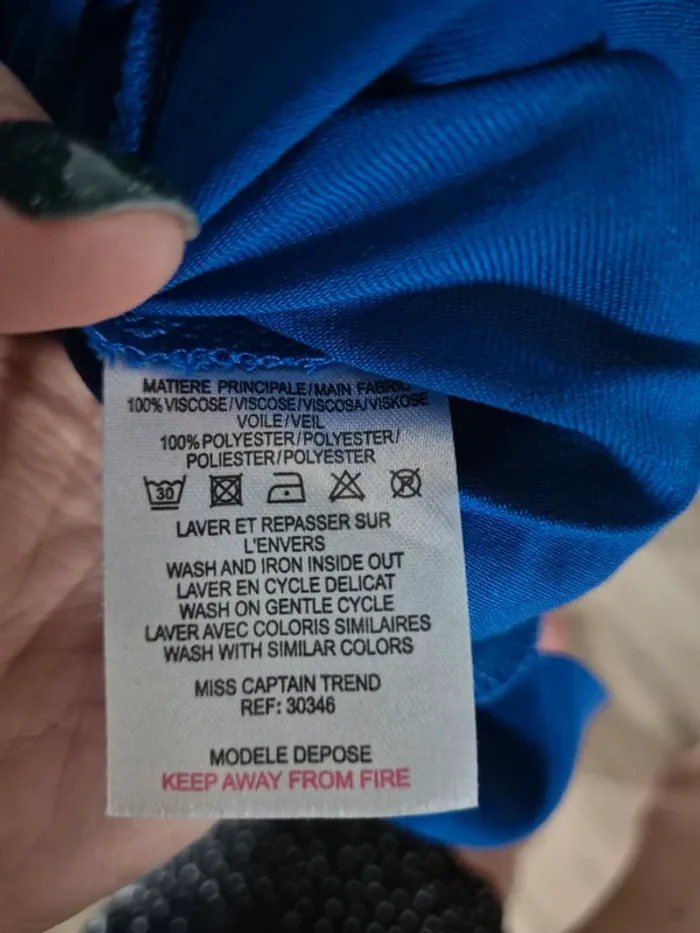 MATIERE PRINCIPALE/MAIN FABRIC
100% VISCOSE/VISCOSE/VISCOSA/VISKOSE
VOILE/VEIL
100% POLYESTER/POLYESTER/
POLIESTER/POLYESTER
30
LAVER ET REPASSER SUR
L'ENVERS
WASH AND IRON INSIDE OUT
LAVER EN CYCLE DELICAT
WASH ON GENTLE CYCLE
LAVER AVEC COLORIS SIMILAIRES
WASH WITH SIMILAR COLORS
MISS CAPTAIN TREND
REF: 30346
MODELE DEPOSE
KEEP AWAY FROM FIRE